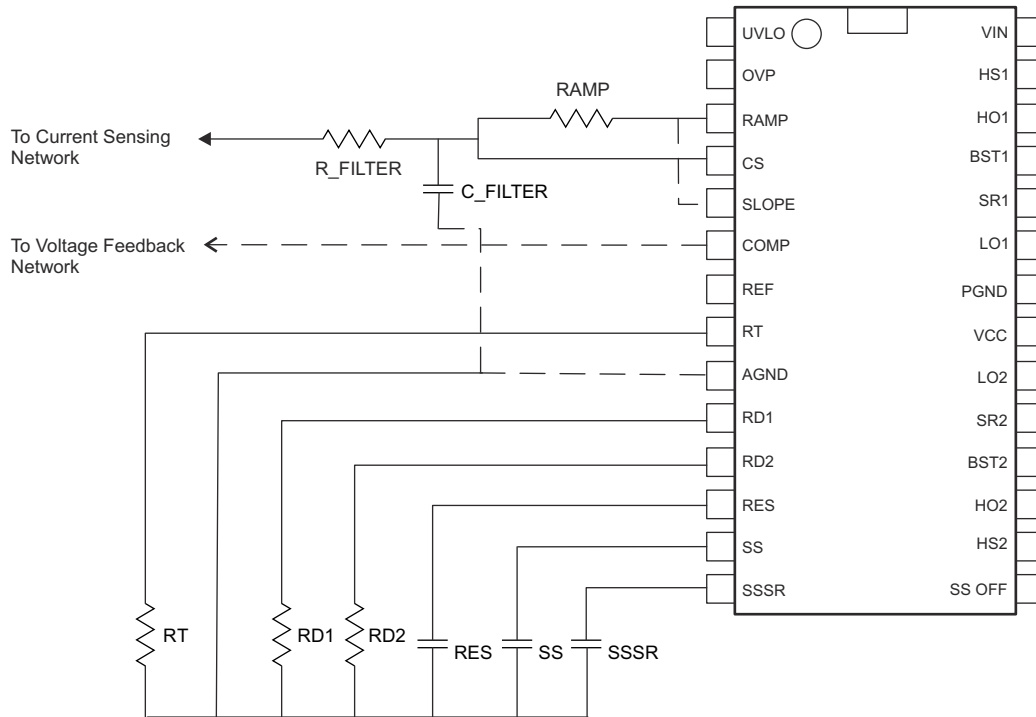 UVLO
VIN
OVP
HS1
RAMP
RAMP
HO1
To Current Sensing
Network
R_FILTER
CS
BST1
C_FILTER
SLOPE
SR1
To Voltage Feedback
Network
COMP
LO1
REF
PGND
RT
VCC
AGND
LO2
RD1
SR2
RD2
BST2
RES
HO2
SS
HS2
SSSR
SS OFF
RT
RD1
RD2
RES
SS
SSSR